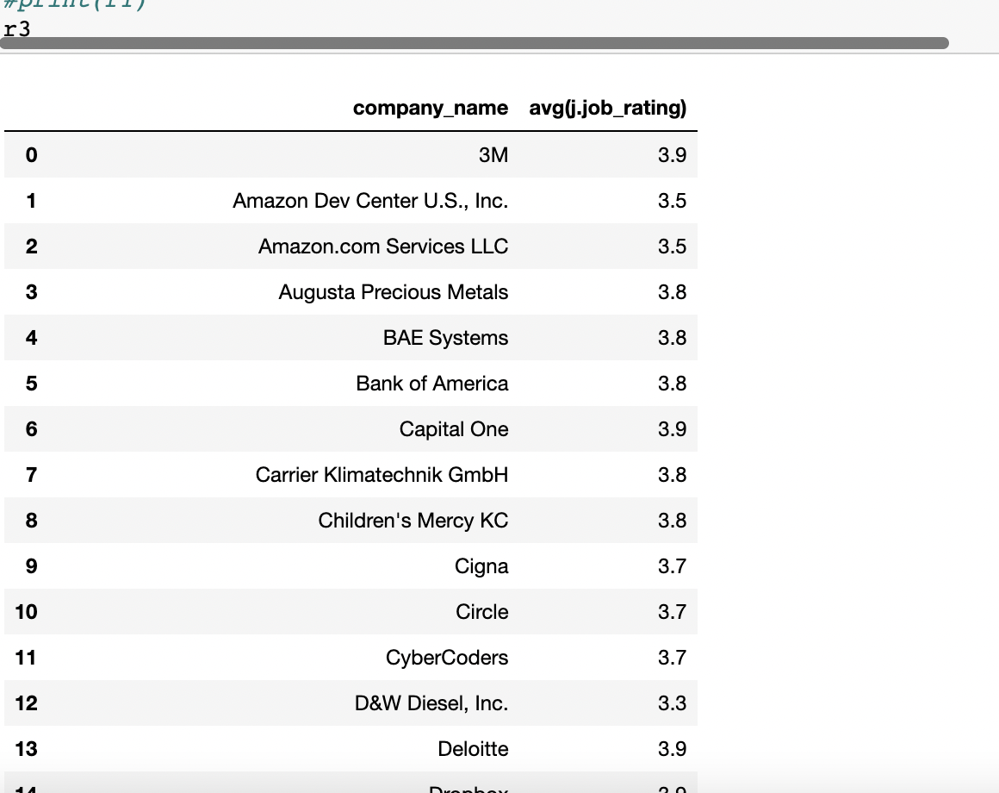 #print(r1)
r3
company_name avg(j.job_rating)
0 3M 3.9
1 Amazon Dev Center U.S., Inc. 3.5
2 Amazon.com Services LLC 3.5
3 Augusta Precious Metals 3.8
4 BAE Systems 3.8
5 Bank of America 3.8
6 Capital One 3.9
7 Carrier Klimatechnik GmbH 3.8
8 Children's Mercy KC 3.8
9 Cigna 3.7
10 Circle 3.7
11 CyberCoders 3.7
12 D&W Diesel, Inc. 3.3
13 Deloitte 3.9
14 Dropbox